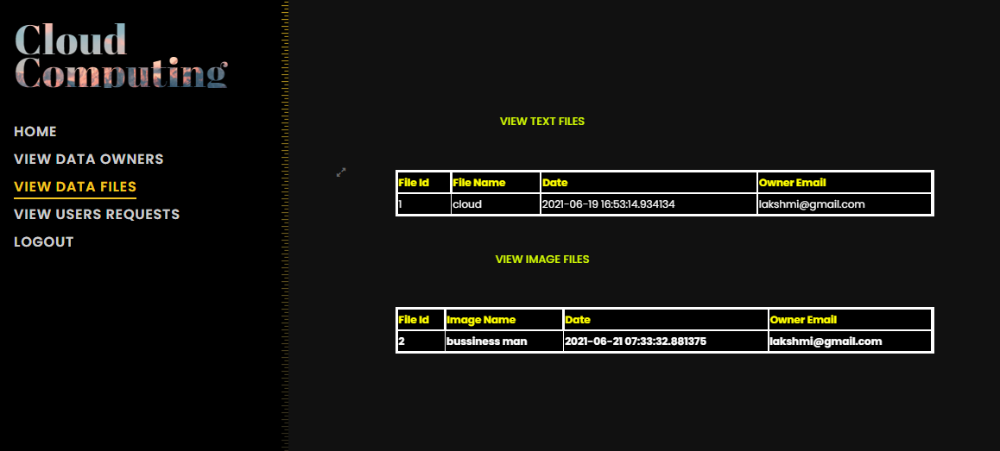 Cloud
Computing
HOME
VIEW DATA OWNERS
VIEW DATA FILES
VIEW USERS REQUESTS
LOGOUT
VIEW TEXT FILES
File Id File Name Date Owner Email
1 cloud 2021-06-19 16:53:14.934134 lakshmi@gmail.com
VIEW IMAGE FILES
File Id Image Name Date Owner Email
2 bussiness man 2021-06-21 07:33:32.881375 lakshmi@gmail.com